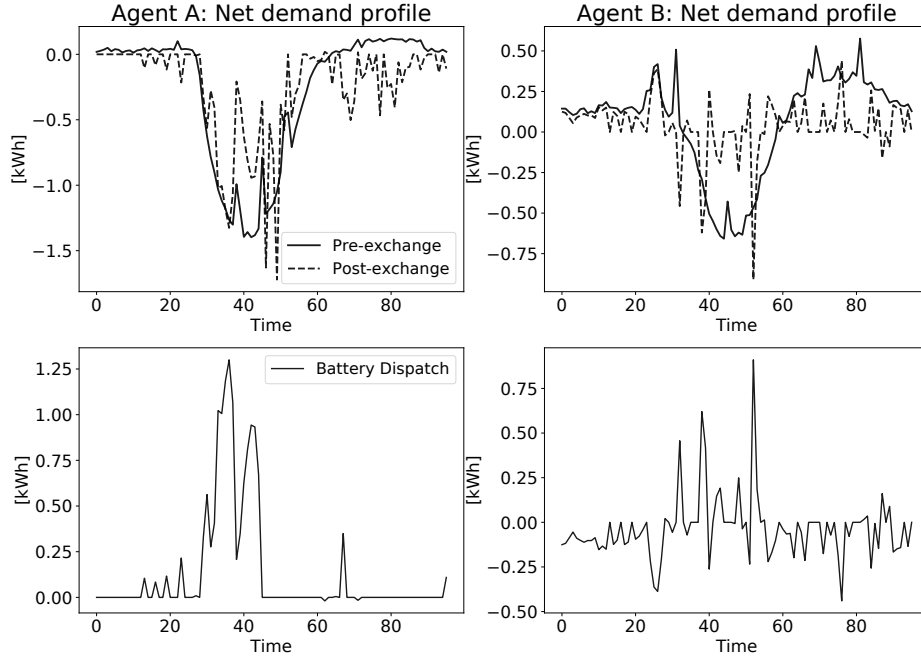 Agent A: Net demand profile
0.0
−0.5
−1.0
−1.5
[kWh]
0 20 40 60 80
Time
Pre-exchange
Post-exchange
Agent B: Net demand profile
0.50
0.25
0.00
−0.25
−0.50
−0.75
[kWh]
0 20 40 60 80
Time
1.25
1.00
0.75
0.50
0.25
0.00
[kWh]
0 20 40 60 80
Time
Battery Dispatch
0.75
0.50
0.25
0.00
−0.25
−0.50
[kWh]
0 20 40 60 80
Time